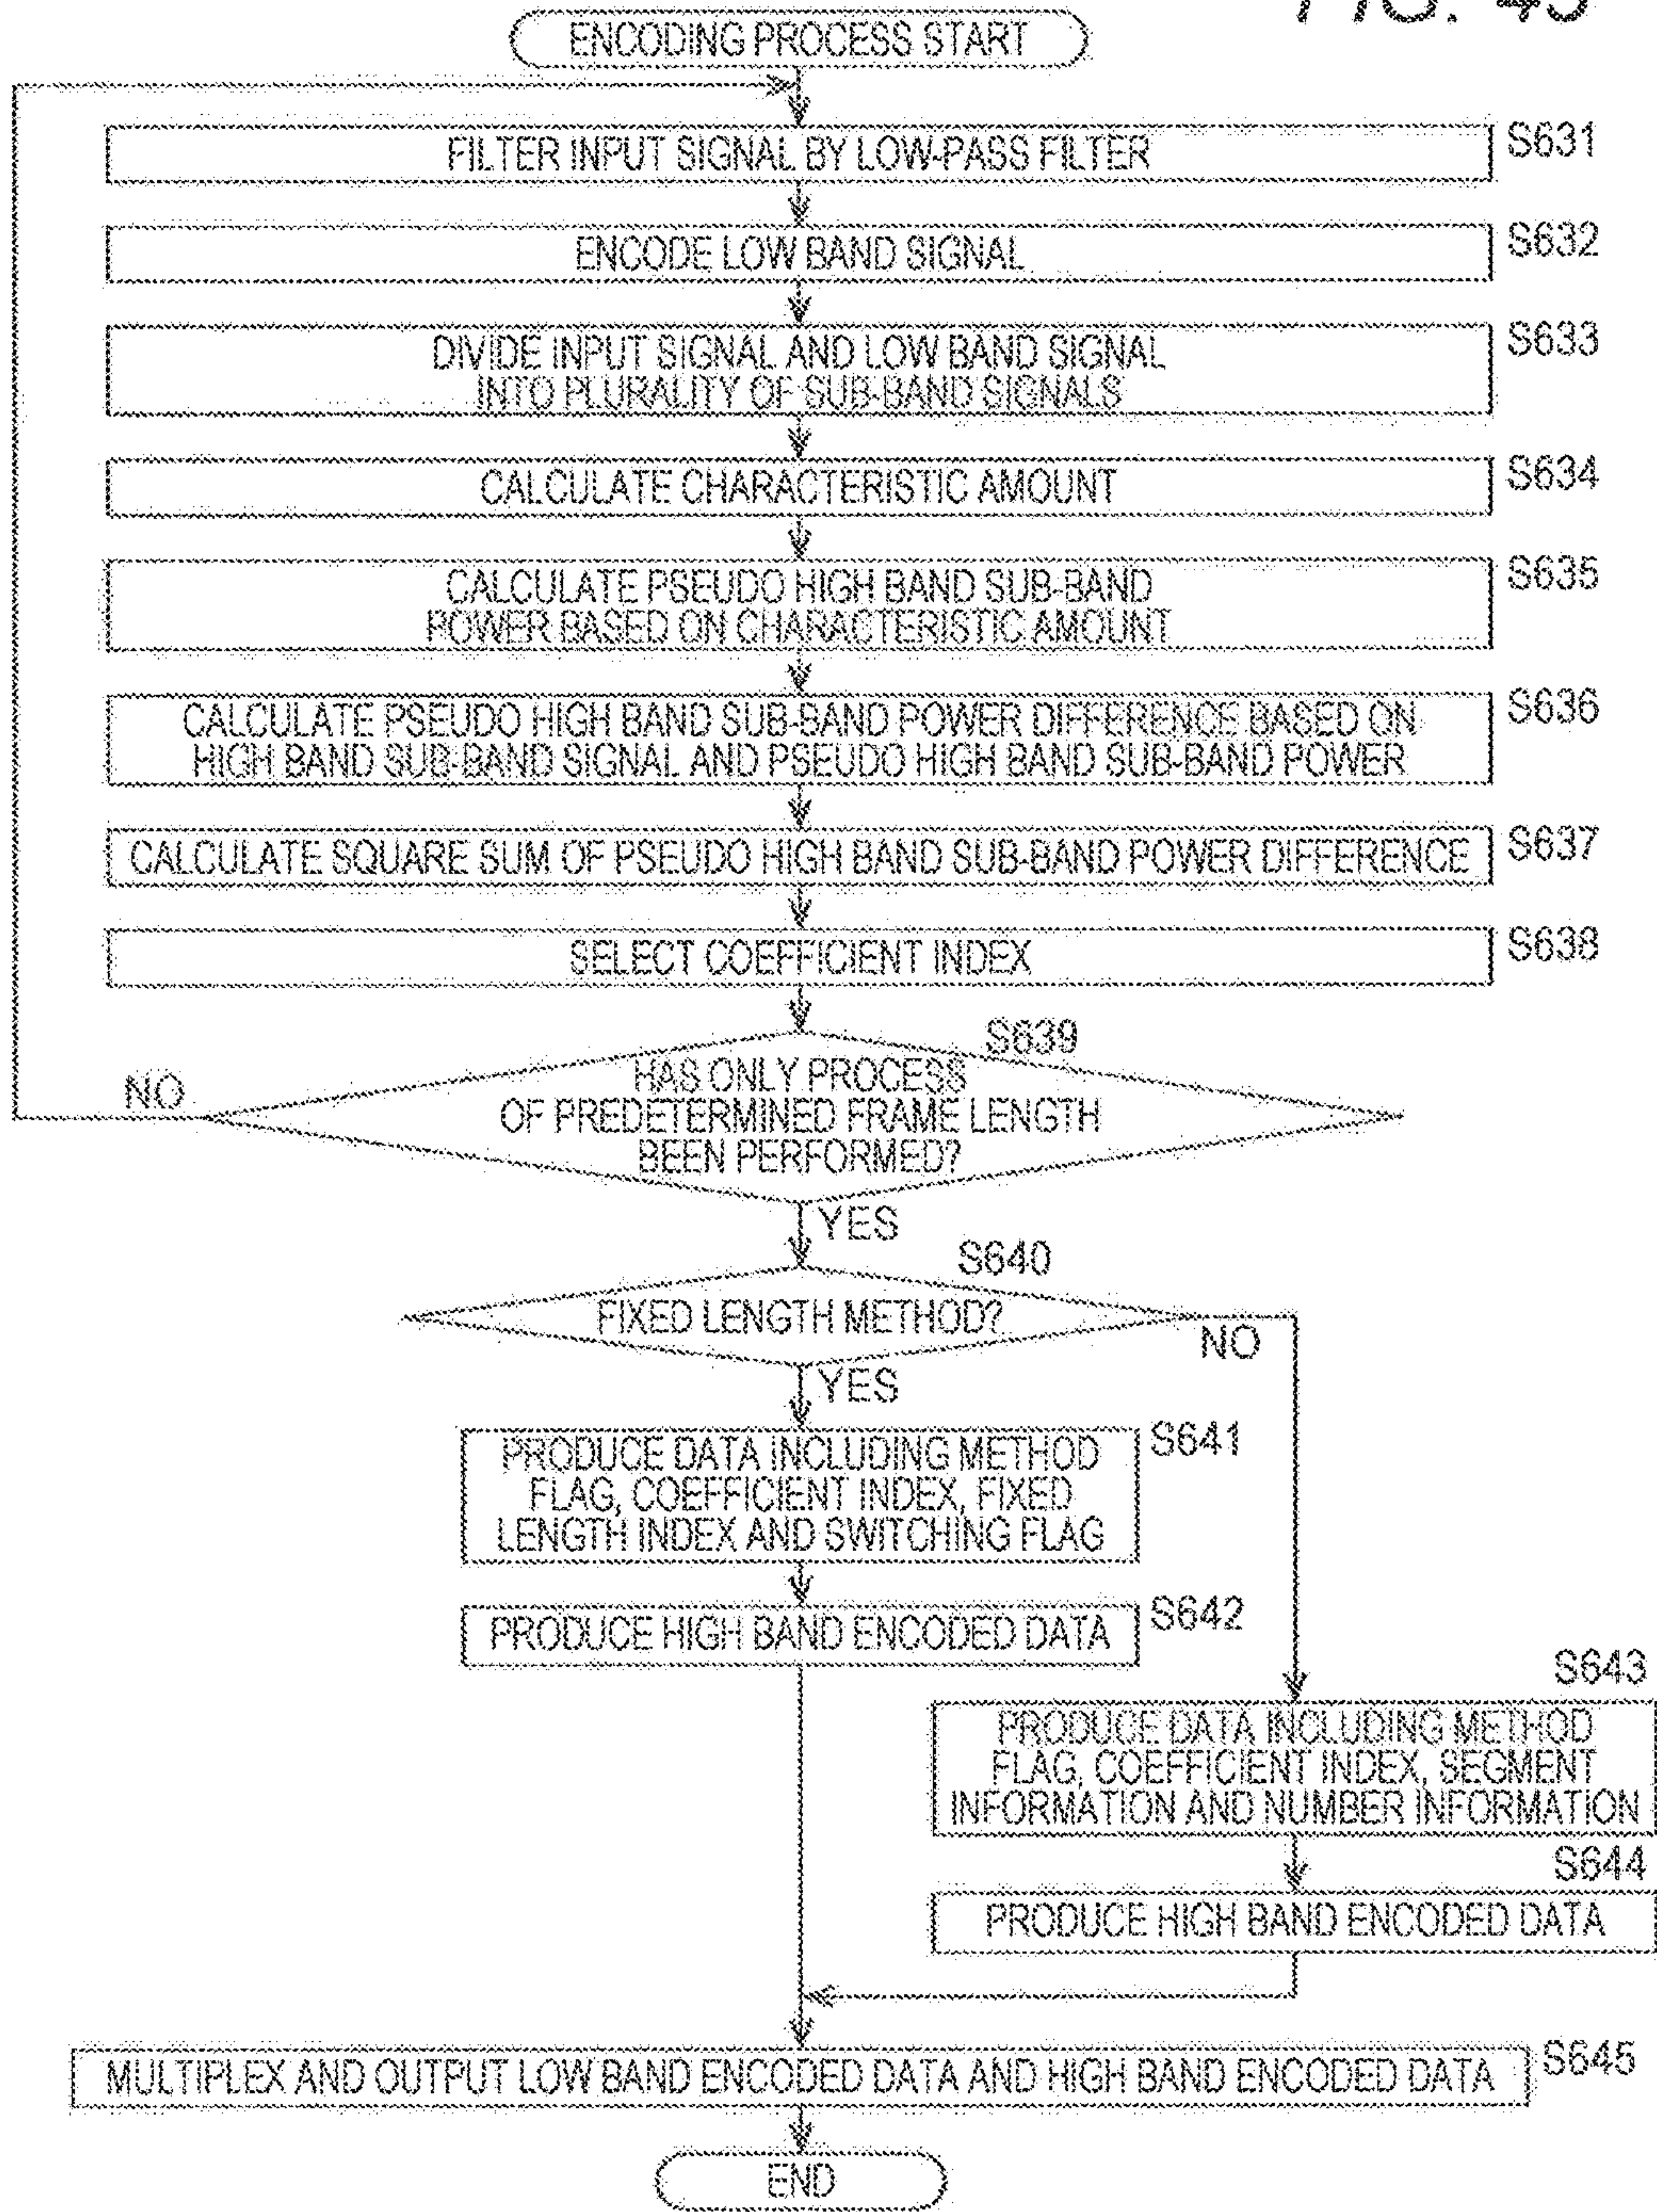 FIG. 45
ENCODING PROCESS START
FILTER INPUT SIGNAL BY LOW-PASS FILTER
S631
ENCODE LOW BAND SIGNAL
S632
DIVIDE INPUT SIGNAL AND LOW BAND SIGNAL
INTO PLURALITY OF SUB-BAND SIGNALS
S633
CALCULATE CHARACTERISTIC AMOUNT
S634
CALCULATE PSEUDO HIGH BAND SUB-BAND
POWER BASED ON CHARACTERISTIC AMOUNT
S635
CALCULATE PSEUDO HIGH BAND SUB-BAND POWER DIFFERENCE BASED ON
HIGH BAND SUB-BAND SIGNAL AND PSEUDO HIGH BAND SUB-BAND POWER
S636
CALCULATE SQUARE SUM OF PSEUDO HIGH BAND SUB-BAND POWER DIFFERENCE
S637
SELECT COEFFICIENT INDEX
S638
S639
HAS ONLY PROCESS
OF PREDETERMINED FRAME LENGTH
BEEN PERFORMED?
NO
YES
S640
FIXED LENGTH METHOD?
NO
YES
PRODUCE DATA INCLUDING METHOD
FLAG, COEFFICIENT INDEX, FIXED
LENGTH INDEX AND SWITCHING FLAG
S641
PRODUCE HIGH BAND ENCODED DATA
S642
S643
PRODUCE DATA INCLUDING METHOD
FLAG, COEFFICIENT INDEX, SEGMENT
INFORMATION AND NUMBER INFORMATION
S644
PRODUCE HIGH BAND ENCODED DATA
MULTIPLEX AND OUTPUT LOW BAND ENCODED DATA AND HIGH BAND ENCODED DATA
S645
END